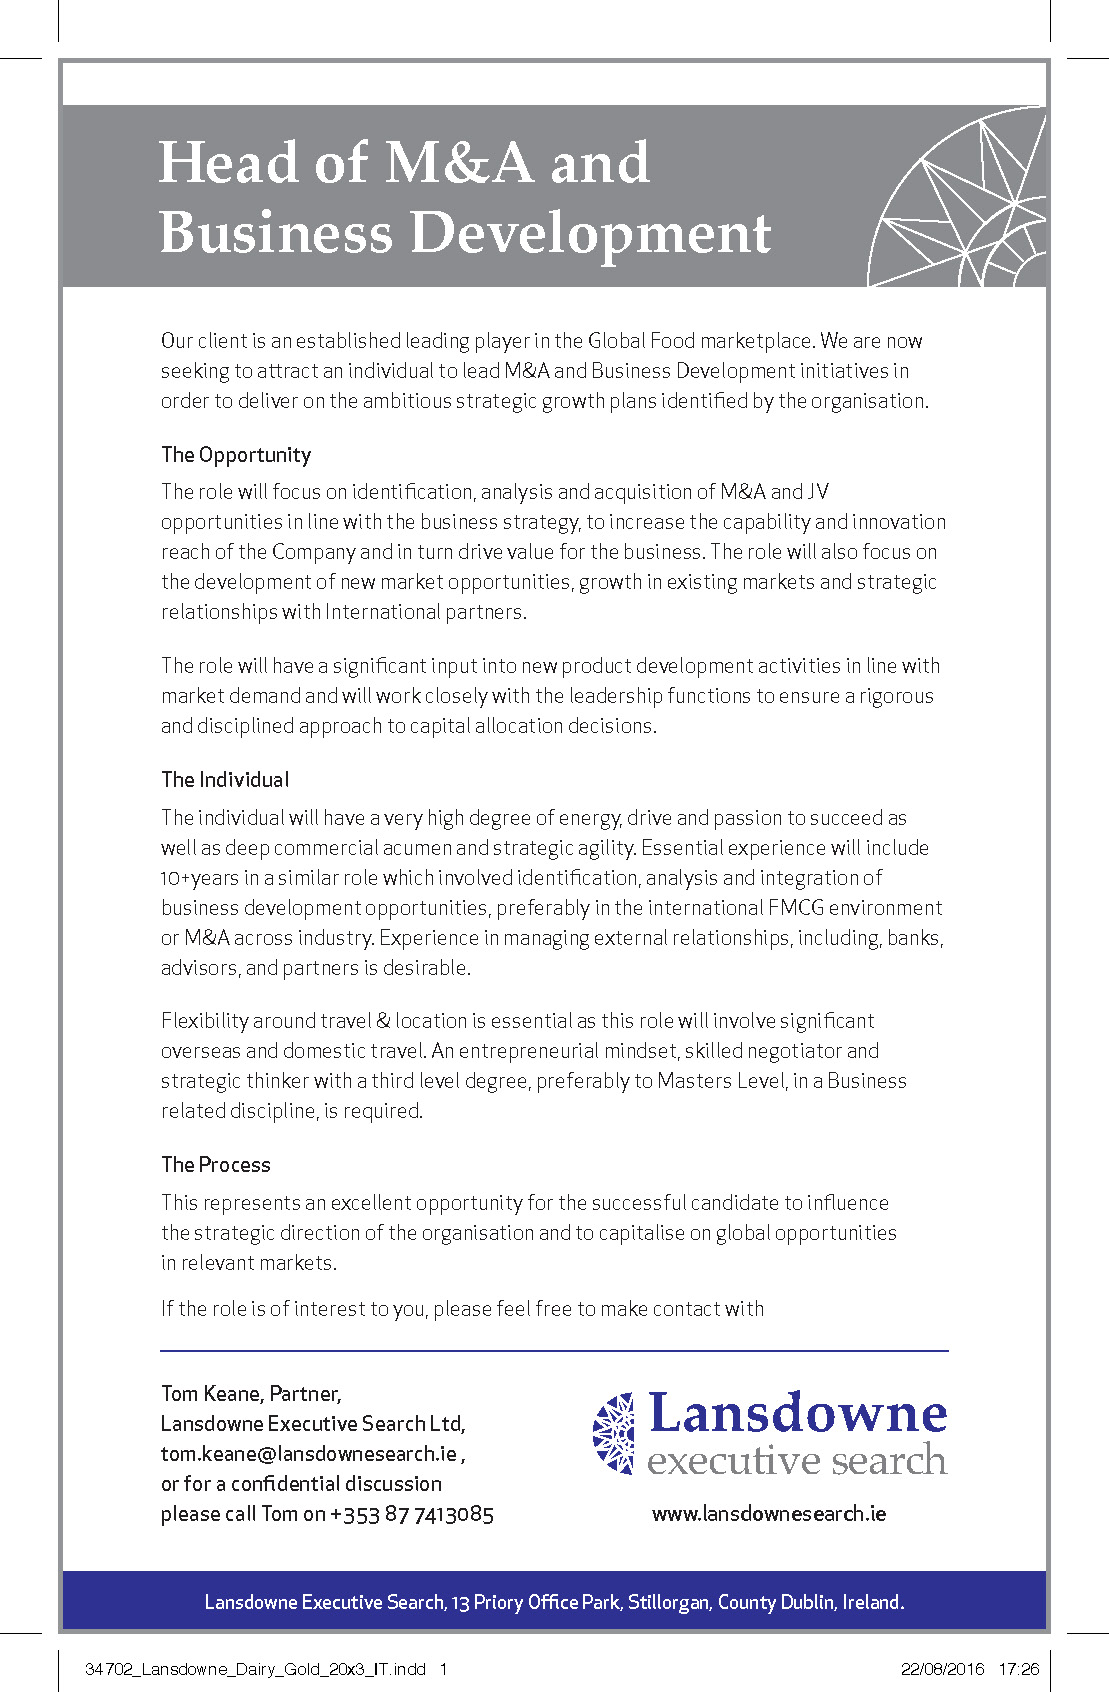 Head of M&A and
Business Development
Our client is an established leading player in the Global Food marketplace. We are now
seeking to attract an individual to lead M&A and Business Development initiatives in
order to deliver on the ambitious strategic growth plans identified by the organisation.
The Opportunity
The role will focus on identification, analysis and acquisition of M&A and JV
opportunities in line with the business strategy, to increase the capability and innovation
reach of the Company and in turn drive value for the business. The role will also focus on
the development of new market opportunities, growth in existing markets and strategic
relationships with International partners.
The role will have a significant input into new product development activities in line with
market demand and will work closely with the leadership functions to ensure a rigorous
and disciplined approach to capital allocation decisions.
The Individual
The individual will have a very high degree of energy, drive and passion to succeed as
well as deep commercial acumen and strategic agility. Essential experience will include
10+years in a similar role which involved identification, analysis and integration of
business development opportunities, preferably in the international FMCG environment
or M&A across industry. Experience in managing external relationships, including, banks,
advisors, and partners is desirable.
Flexibility around travel & location is essential as this role will involve significant
overseas and domestic travel. An entrepreneurial mindset, skilled negotiator and
strategic thinker with a third level degree, preferably to Masters Level, in a Business
related discipline, is required.
The Process
This represents an excellent opportunity for the successful candidate to influence
the strategic direction of the organisation and to capitalise on global opportunities
in relevant markets.
If the role is of interest to you, please feel free to make contact with
Tom Keane, Partner,
Lansdowne Executive Search Ltd,
tom.keane@lansdownesearch.ie ,
or for a confidential discussion
please call Tom on +353 87 7413085
Lansdowne
executive search
www.lansdownesearch.ie
Lansdowne Executive Search, 13 Priory Office Park, Stillorgan, County Dublin, Ireland.
34702_Lansdowne_Dairy_Gold_20x3_IT.indd 1
22/08/2016 17:26